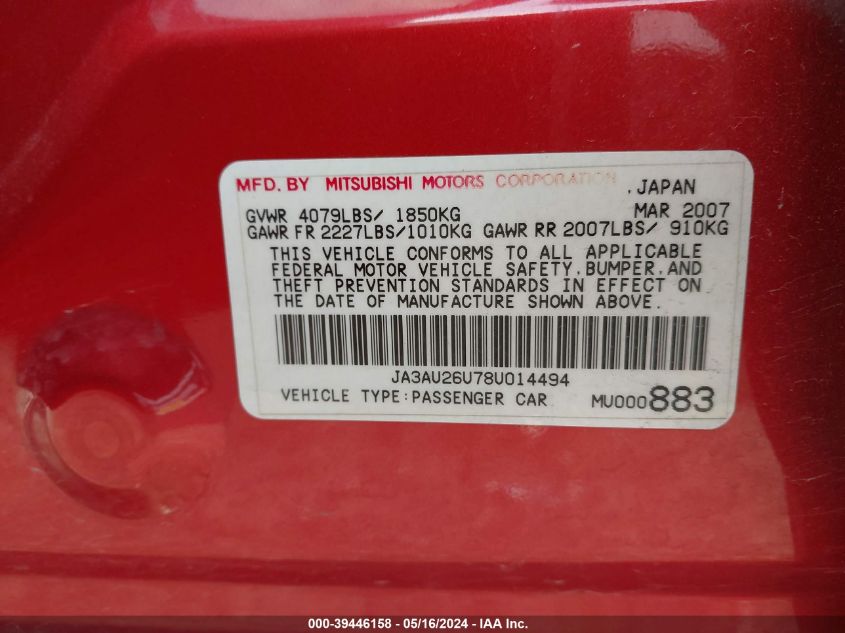 MFD. BY MITSUBISHI MOTORS CORPORATION .JAPAN
GVWR 4079LBS/ 1850KG MAR 2007
GAWR FR 2227LBS/1010KG GAWR RR 2007LBS/ 910KG
THIS VEHICLE CONFORMS TO ALL APPLICABLE
FEDERAL MOTOR VEHICLE SAFETY.BUMPER.AND
THEFT PREVENTION STANDARDS IN EFFECT ON
THE DATE OF MANUFACTURE SHOWN ABOVE.
JA3AU26U78U014494
VEHICLE TYPE:PASSENGER CAR MU000883
000-39446158 - 05/16/2024 - IAA Inc.